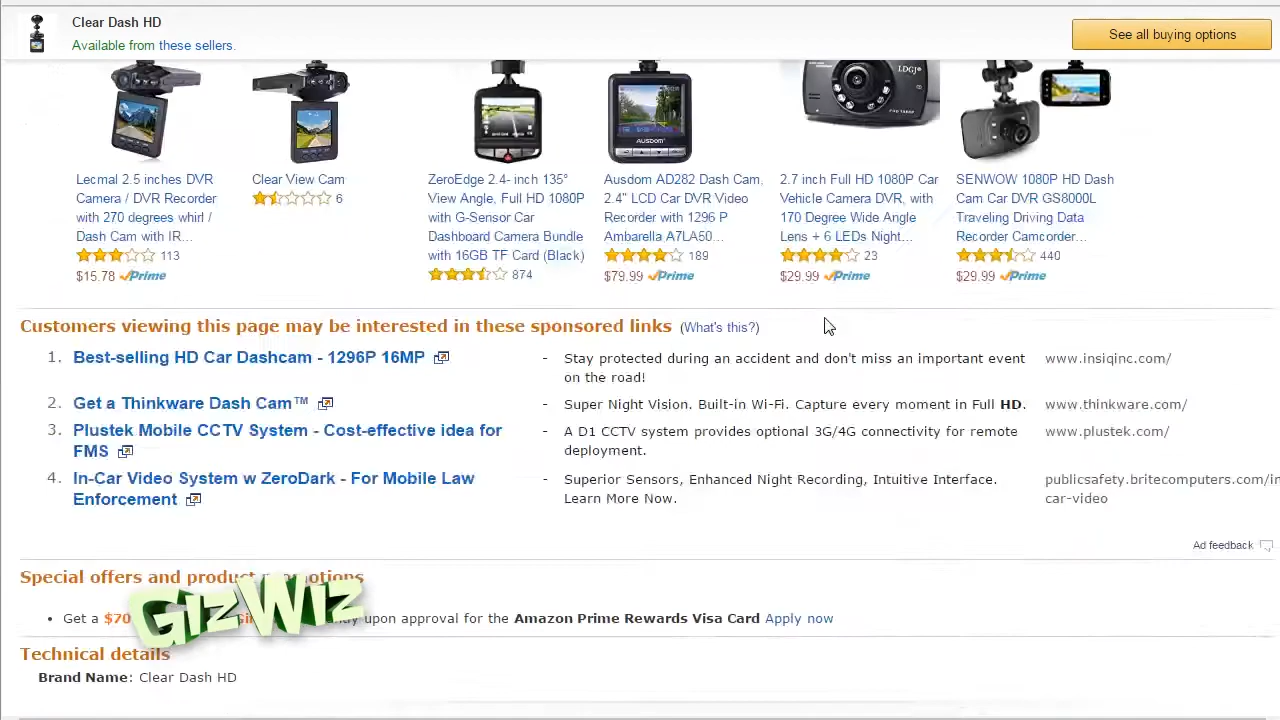 Clear Dash HD
Available from these sellers.
See all buying options
LDGJ
FHD 1080P
AUSDOM
Lecmal 2.5 inches DVR
Camera / DVR Recorder
with 270 degrees whirl /
Dash Cam with IR...
113
$15.78 Prime
Clear View Cam
6
ZeroEdge 2.4- inch 135°
View Angle, Full HD 1080P
with G-Sensor Car
Dashboard Camera Bundle
with 16GB TF Card (Black)
874
Ausdom AD282 Dash Cam,
2.4" LCD Car DVR Video
Recorder with 1296 P
Ambarella A7LA50...
189
$79.99 Prime
2.7 inch Full HD 1080P Car
Vehicle Camera DVR, with
170 Degree Wide Angle
Lens + 6 LEDs Night...
23
$29.99 Prime
SENWOW 1080P HD Dash
Cam Car DVR GS8000L
Traveling Driving Data
Recorder Camcorder...
440
$29.99 Prime
Customers viewing this page may be interested in these sponsored links (What's this?)
1. Best-selling HD Car Dashcam - 1296P 16MP
- Stay protected during an accident and don't miss an important event
on the road!
www.insiqinc.com/
2. Get a Thinkware Dash Cam™
- Super Night Vision. Built-in Wi-Fi. Capture every moment in Full HD.
www.thinkware.com/
3. Plustek Mobile CCTV System - Cost-effective idea for
FMS
- A D1 CCTV system provides optional 3G/4G connectivity for remote
deployment.
www.plustek.com/
4. In-Car Video System w ZeroDark - For Mobile Law
Enforcement
- Superior Sensors, Enhanced Night Recording, Intuitive Interface.
Learn More Now.
publicsafety.britecomputers.com/in
car-video
Ad feedback
Special offers and product promotions
• Get a $70 upon approval for the Amazon Prime Rewards Visa Card Apply now
GizWiz
Technical details
Brand Name: Clear Dash HD